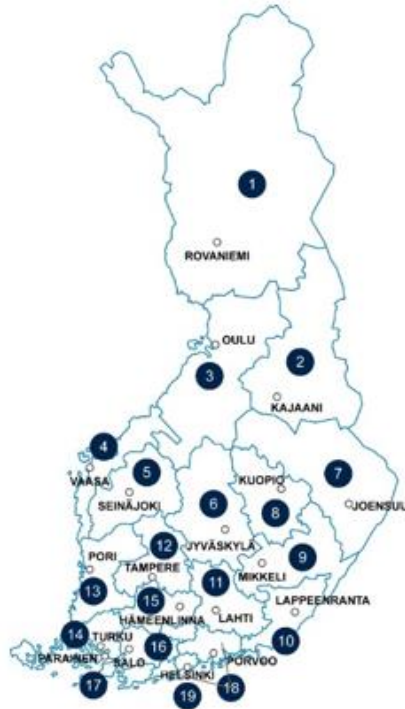 1
ROVANIEMI
OULU
2
3
KAJAANI
4
VAASA
5
SEINÄJOKI
7
KUOPIO
6
8
JOENSUU
JYVÄSKYLÄ
12
9
PORI
TAMPERE
MIKKELI
13
11
15
LAPPEENRANTA
HÄMEENLINNA
LAHTI
14
TURKU
16
10
PARAINEN
SALO
PORVOO
HELSINKI
17
19
18